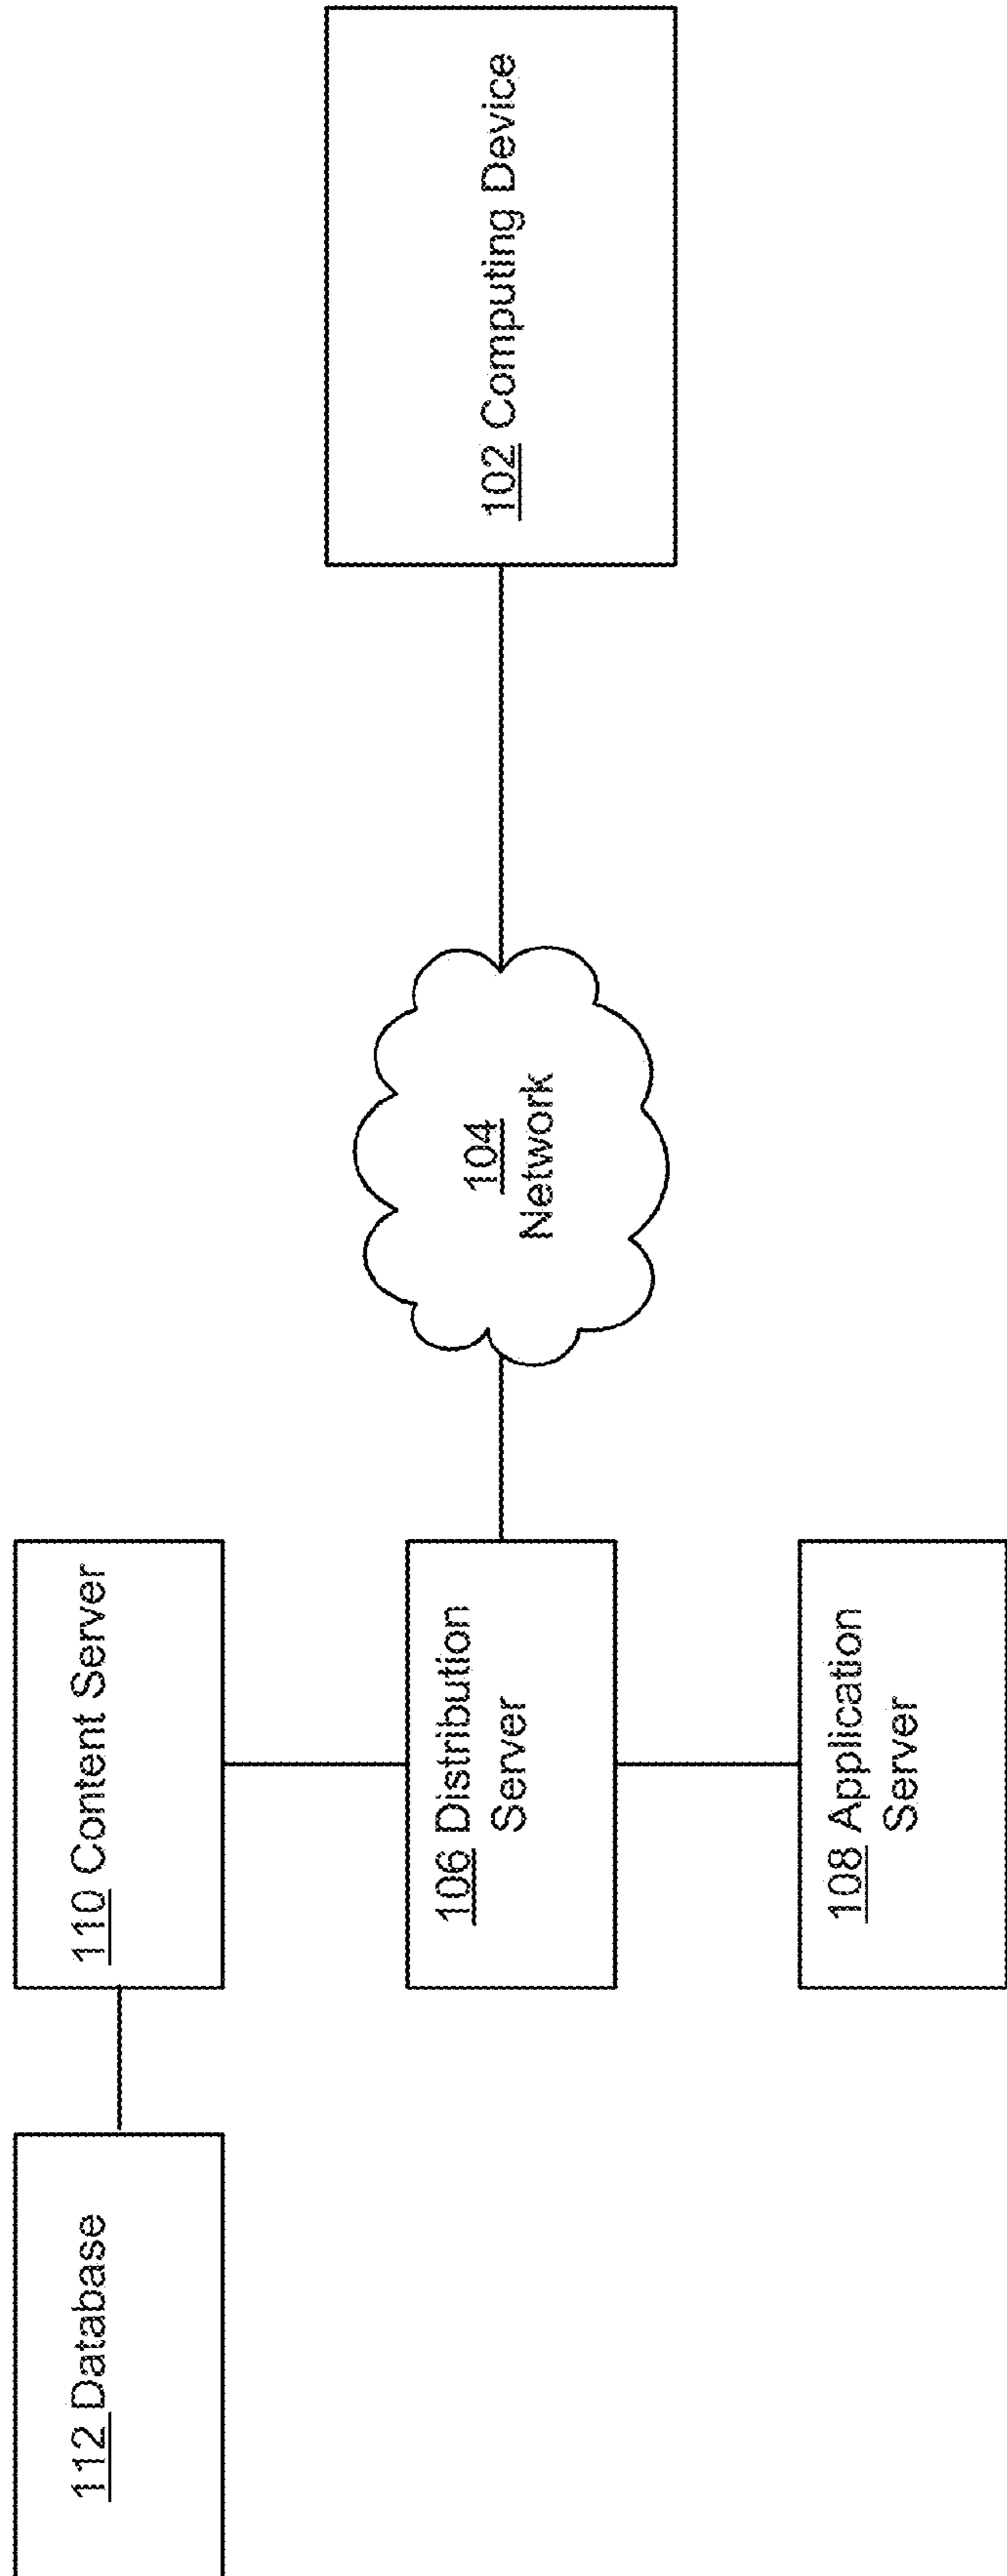 112 Database
110 Content Server
106 Distribution
Server
108 Application
Server
104
Network
102 Computing Device